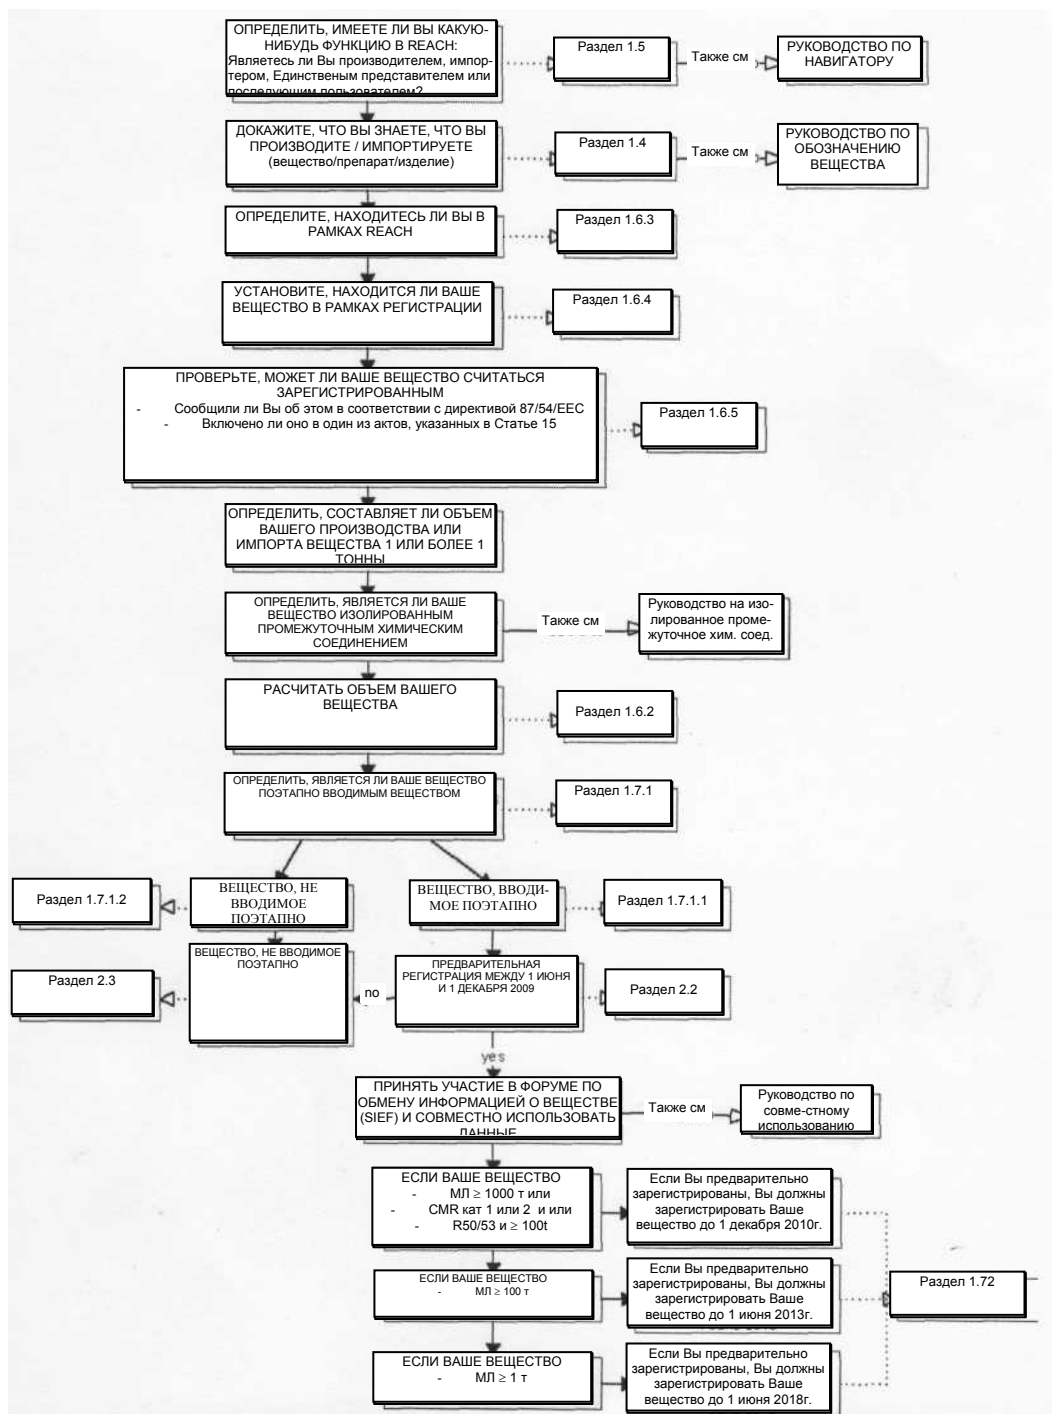 ОПРЕДЕЛИТЬ, ИМЕЕТЕ ЛИ ВЫ КАКУЮ-
НИБУДЬ ФУНКЦИЮ В REACH:
Являетесь ли Вы производителем, импор-
тером, Единственым представителем или
последующим пользователем?
Раздел 1.5
Также см
РУКОВОДСТВО ПО
НАВИГАТОРУ
ДОКАЖИТЕ, ЧТО ВЫ ЗНАЕТЕ, ЧТО ВЫ
ПРОИЗВОДИТЕ / ИМПОРТИРУЕТЕ
(вещество/препарат/изделие)
Раздел 1.4
Также см
РУКОВОДСТВО ПО
ОБОЗНАЧЕНИЮ
ВЕЩЕСТВА
ОПРЕДЕЛИТЕ, НАХОДИТЕСЬ ЛИ ВЫ В
РАМКАХ REACH
Раздел 1.6.3
УСТАНОВИТЕ, НАХОДИТСЯ ЛИ ВАШЕ
ВЕЩЕСТВО В РАМКАХ РЕГИСТРАЦИИ
Раздел 1.6.4
ПРОВЕРЬТЕ, МОЖЕТ ЛИ ВАШЕ ВЕЩЕСТВО СЧИТАТЬСЯ
ЗАРЕГИСТРИРОВАННЫМ
- Сообщили ли Вы об этом в соответствии с директивой 87/54/EEC
- Включено ли оно в один из актов, указанных в Статье 15
Раздел 1.6.5
ОПРЕДЕЛИТЬ, СОСТАВЛЯЕТ ЛИ ОБЪЕМ
ВАШЕГО ПРОИЗВОДСТВА ИЛИ
ИМПОРТА ВЕЩЕСТВА 1 ИЛИ БОЛЕЕ 1
ТОННЫ
ОПРЕДЕЛИТЬ, ЯВЛЯЕТСЯ ЛИ ВАШЕ
ВЕЩЕСТВО ИЗОЛИРОВАННЫМ
ПРОМЕЖУТОЧНЫМ ХИМИЧЕСКИМ
СОЕДИНЕНИЕМ
Также см
Руководство на изо-
лированное проме-
жуточное хим. соед.
РАСЧИТАТЬ ОБЪЕМ ВАШЕГО
ВЕЩЕСТВА
Раздел 1.6.2
ОПРЕДЕЛИТЬ, ЯВЛЯЕТСЯ ЛИ ВАШЕ ВЕЩЕСТВО
ПОЭТАПНО ВВОДИМЫМ ВЕЩЕСТВОМ
Раздел 1.7.1
Раздел 1.7.1.2
ВЕЩЕСТВО, НЕ
ВВОДИМОЕ
ПОЭТАПНО
ВЕЩЕСТВО, ВВОДИ-
МОЕ ПОЭТАПНО
Раздел 1.7.1.1
Раздел 2.3
ВЕЩЕСТВО, НЕ ВВОДИМОЕ
ПОЭТАПНО
no
ПРЕДВАРИТЕЛЬНАЯ
РЕГИСТРАЦИЯ МЕЖДУ 1 ИЮНЯ
И 1 ДЕКАБРЯ 2009
Раздел 2.2
yes
ПРИНЯТЬ УЧАСТИЕ В ФОРУМЕ ПО
ОБМЕНУ ИНФОРМАЦИЕЙ О ВЕЩЕСТВЕ
(SIEF) И СОВМЕСТНО ИСПОЛЬЗОВАТЬ
ДАННЫЕ
Также см
Руководство по
совме-стному
использованию
ЕСЛИ ВАШЕ ВЕЩЕСТВО
- МЛ ≥ 1000 т или
- CMR кат 1 или 2 и или
- R50/53 и ≥ 100t
Если Вы предварительно
зарегистрированы, Вы должны
зарегистрировать Ваше
вещество до 1 декабря 2010г.
ЕСЛИ ВАШЕ ВЕЩЕСТВО
- МЛ ≥ 100 т
Если Вы предварительно
зарегистрированы, Вы должны
зарегистрировать Ваше
вещество до 1 июня 2013г.
Раздел 1.72
ЕСЛИ ВАШЕ ВЕЩЕСТВО
- МЛ ≥ 1 т
Если Вы предварительно
зарегистрированы, Вы должны
зарегистрировать Ваше
вещество до 1 июня 2018г.